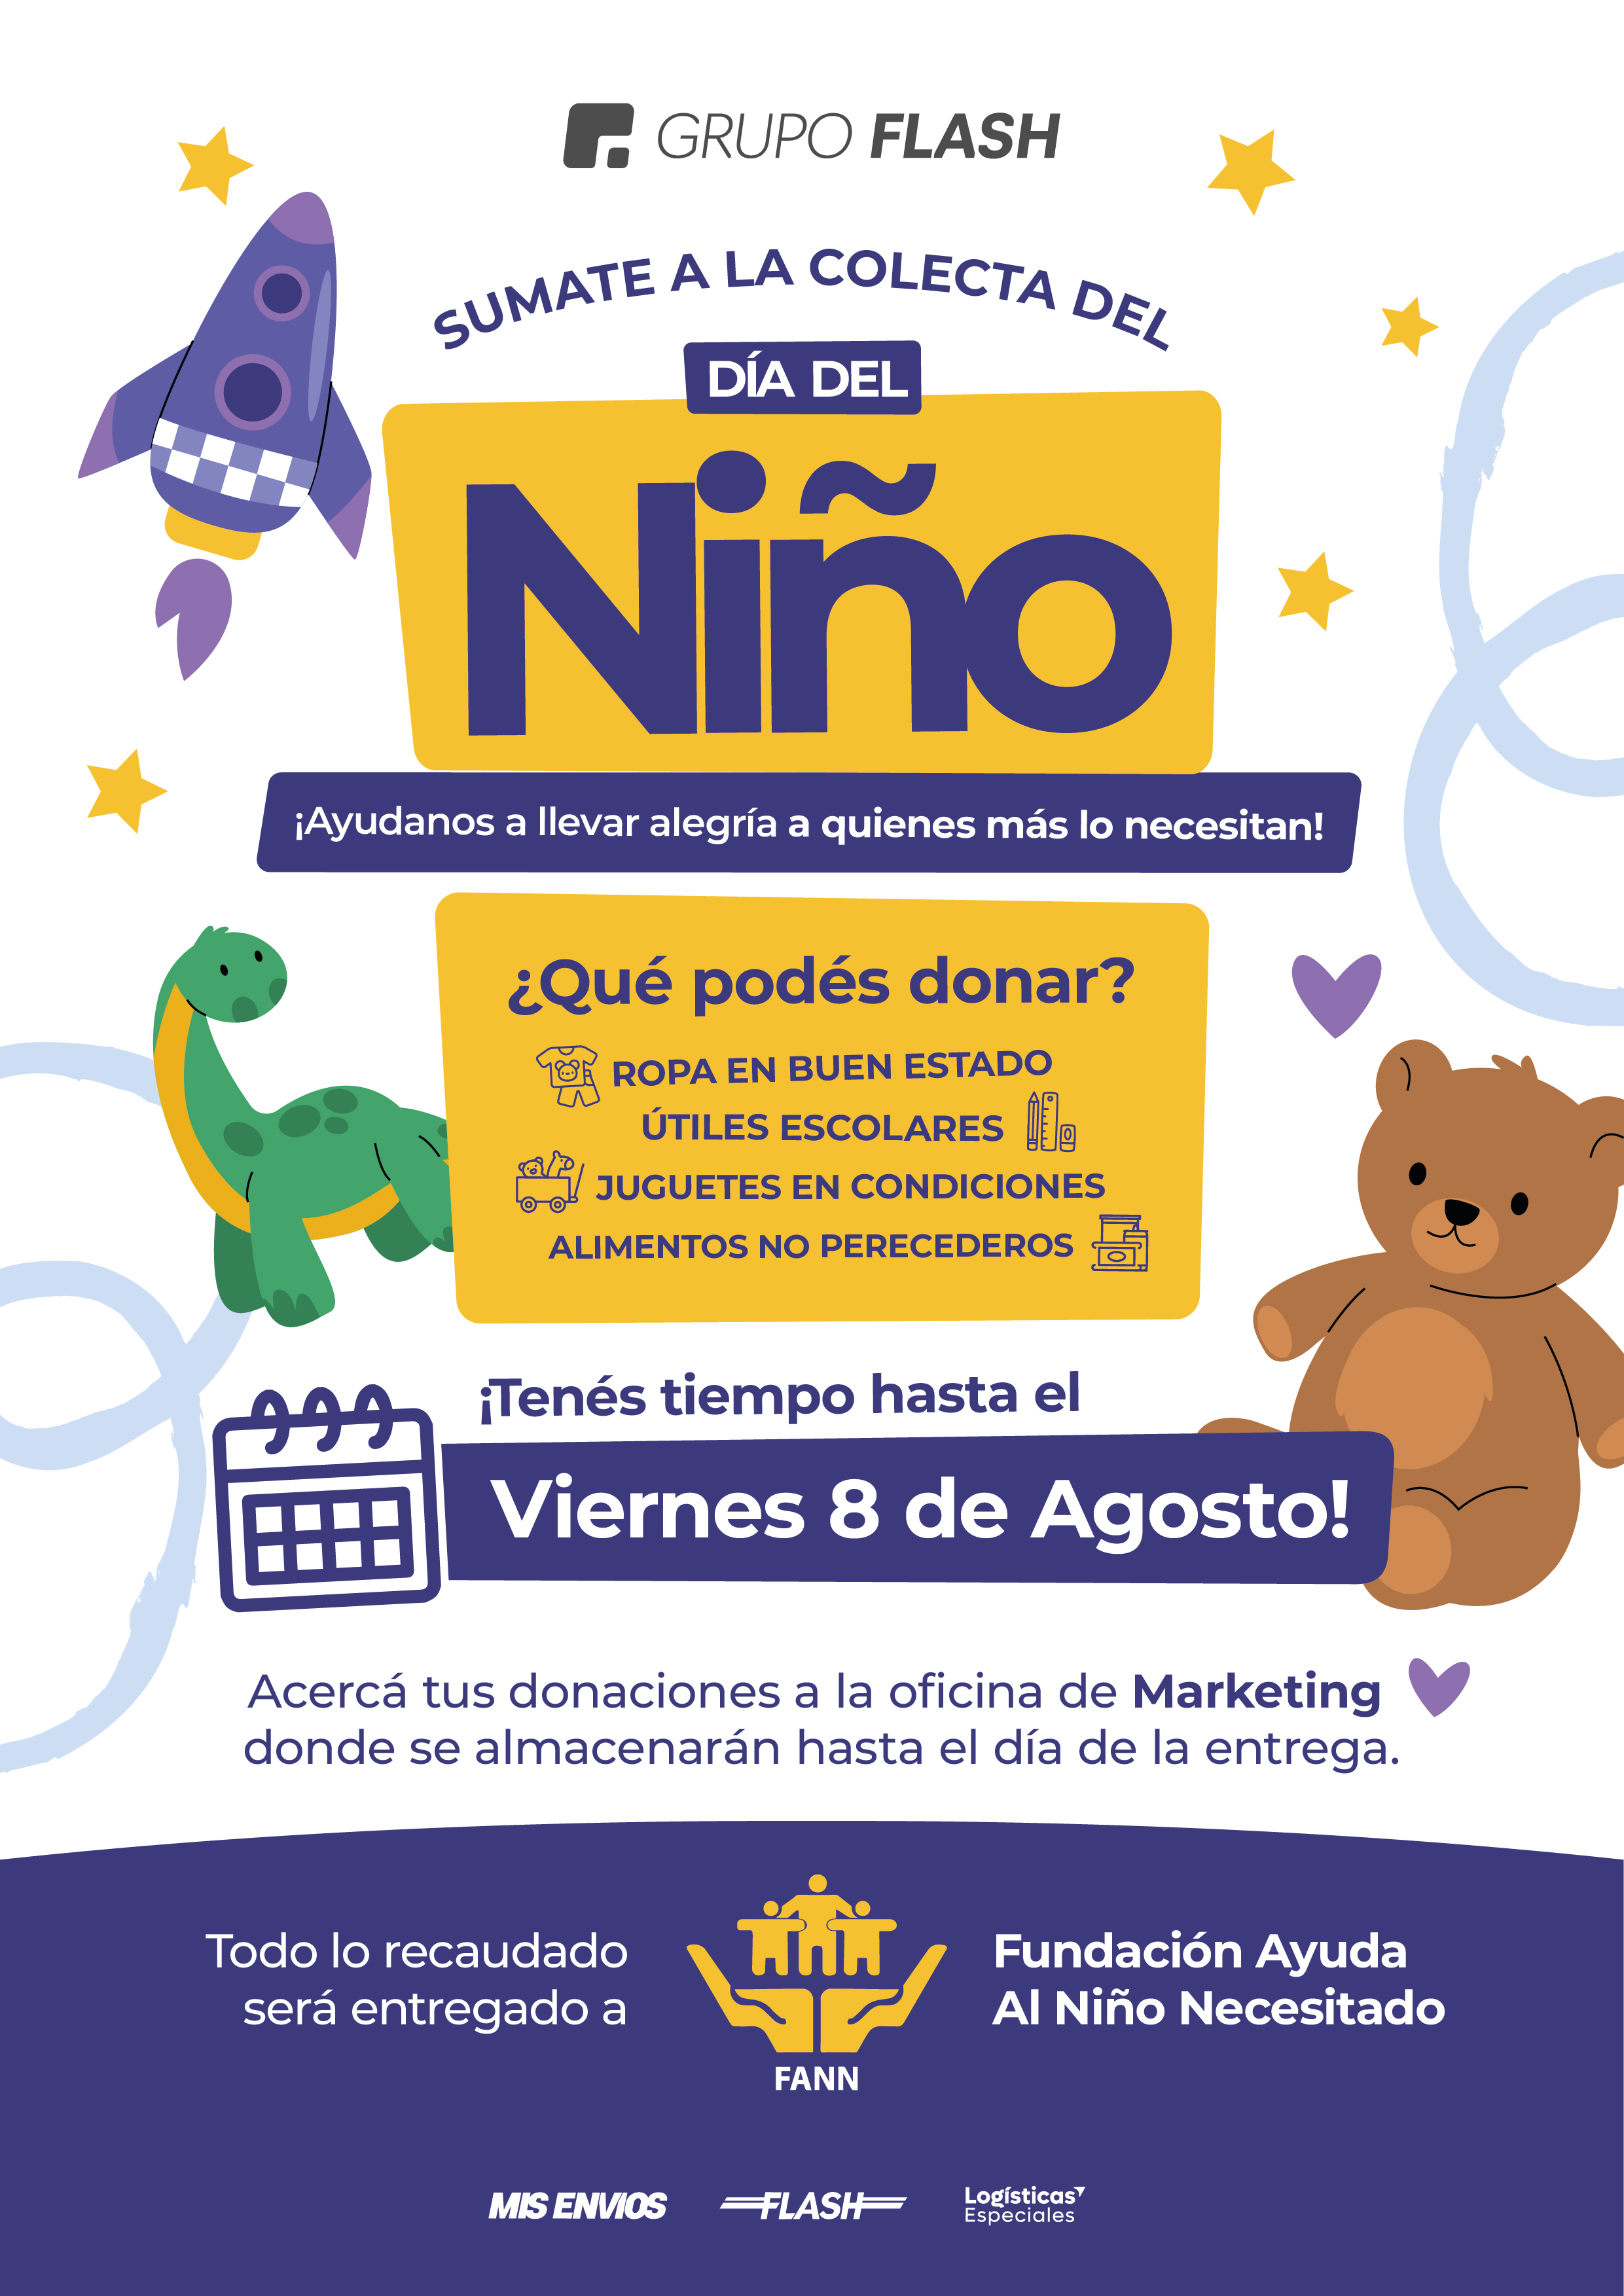 GRUPO FLASH
SUMATE A LA COLECTA DEL
DÍA DEL
Niño
¡Ayudanos a llevar alegría a quienes más lo necesitan!
¿Qué podés donar?
ROPA EN BUEN ESTADO
ÚTILES ESCOLARES
JUGUETES EN CONDICIONES
ALIMENTOS NO PERECEDEROS
¡Tenés tiempo hasta el
Viernes 8 de Agosto!
Acercá tus donaciones a la oficina de Marketing
donde se almacenarán hasta el día de la entrega.
Todo lo recaudado
será entregado a
FANN
Fundación Ayuda
Al Niño Necesitado
MIS ENVIOS
FLASH
Logísticas
Especiales